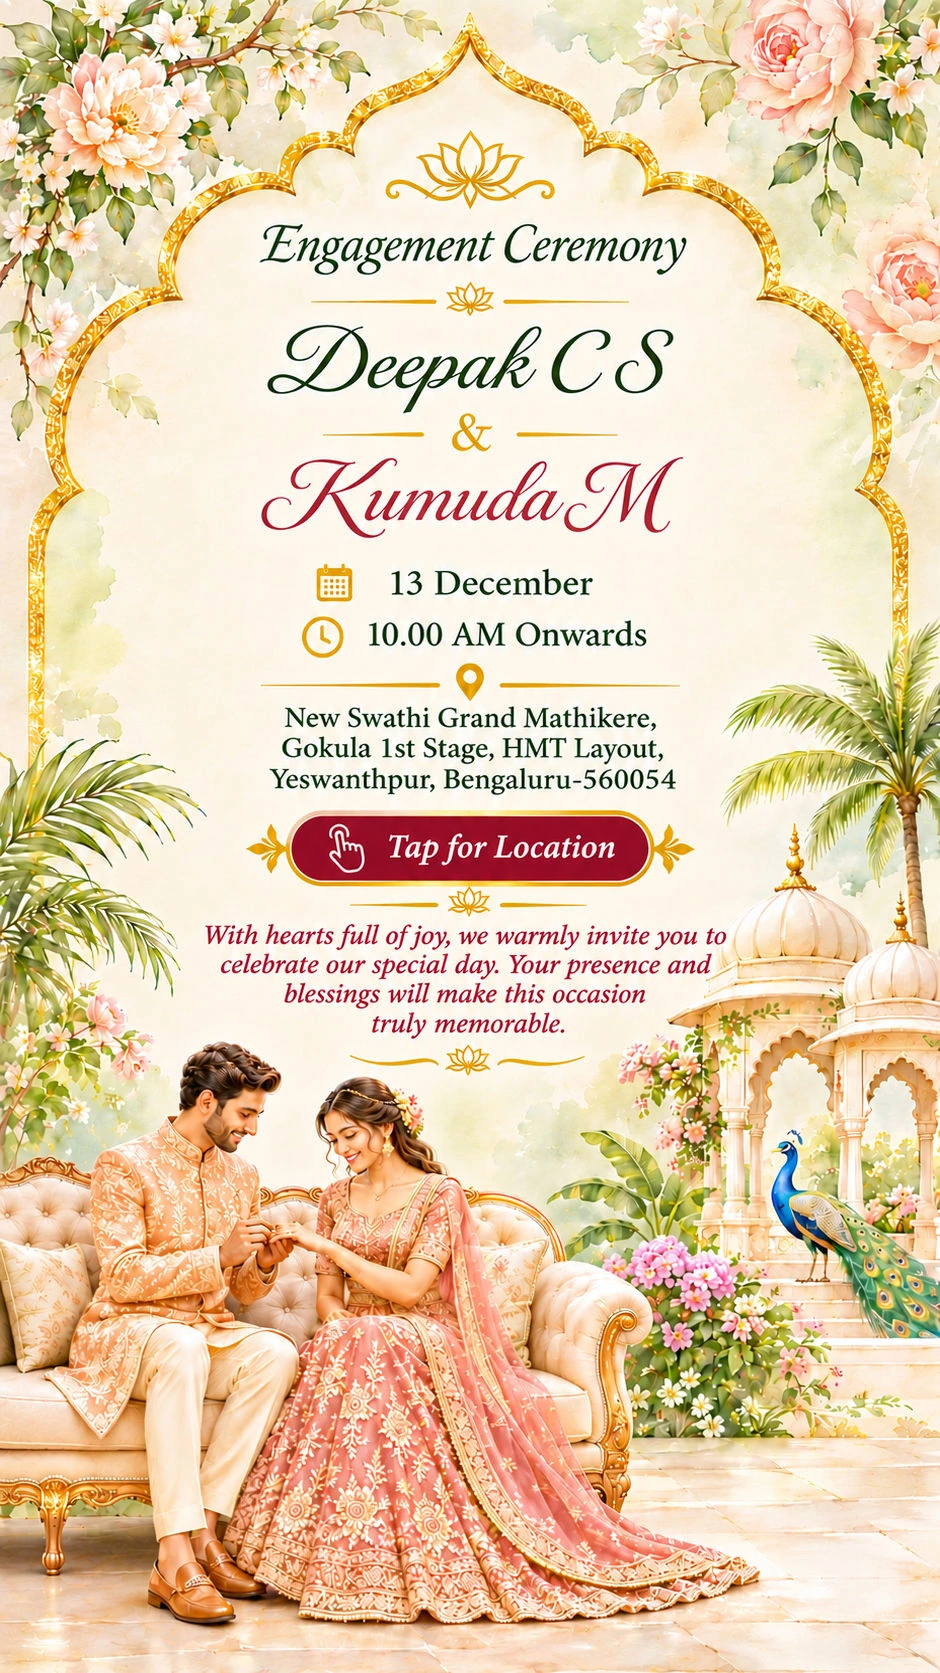 Engagement Ceremony
Deepak C S
&
Kumuda M
13 December
10.00 AM Onwards
New Swathi Grand Mathikere,
Gokula 1st Stage, HMT Layout,
Yeswanthpur, Bengaluru-560054
Tap for Location
With hearts full of joy, we warmly invite you to
celebrate our special day. Your presence and
blessings will make this occasion
truly memorable.